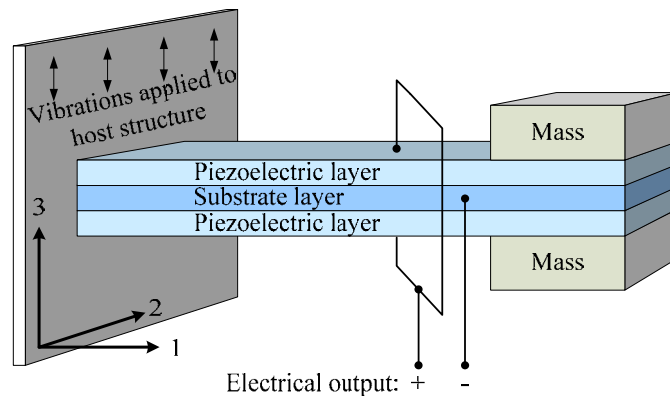 Vibrations applied to
host structure
Mass
Piezoelectric layer
Substrate layer
Piezoelectric layer
Mass
3
2
1
Electrical output: + -